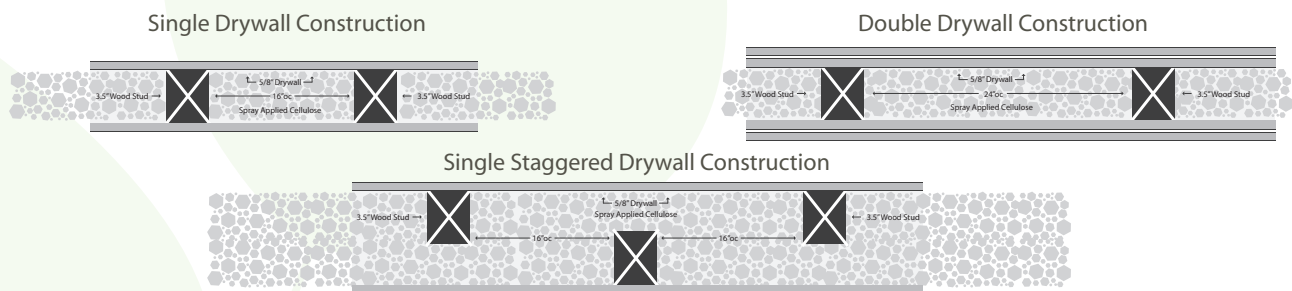 Single Drywall Construction
5/8" Drywall
3.5" Wood Stud
16"oc
3.5" Wood Stud
Spray Applied Cellulose
Double Drywall Construction
5/8" Drywall
3.5" Wood Stud
24"oc
3.5" Wood Stud
Spray Applied Cellulose
Single Staggered Drywall Construction
5/8" Drywall
3.5" Wood Stud
Spray Applied Cellulose
3.5" Wood Stud
16"oc
16"oc